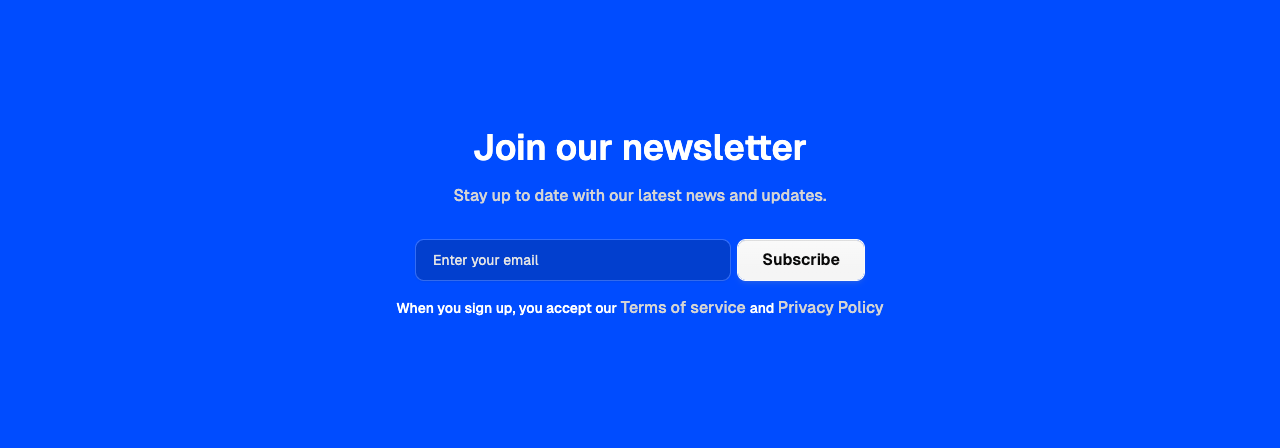 Join our newsletter
Stay up to date with our latest news and updates.
Enter your email
Subscribe
When you sign up, you accept our Terms of service and Privacy Policy